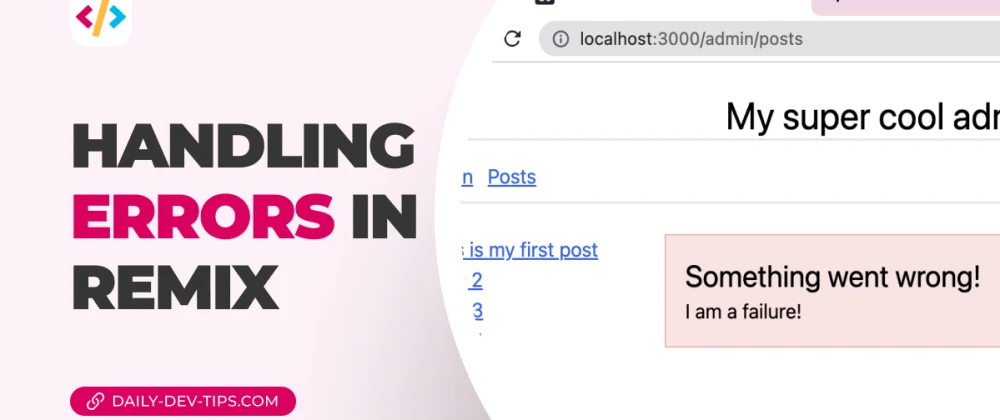 HANDLING
ERRORS IN
REMIX
DAILY-DEV-TIPS.COM
localhost:3000/admin/posts
My super cool adm
n Posts
s is my first post
2
3
Something went wrong!
I am a failure!